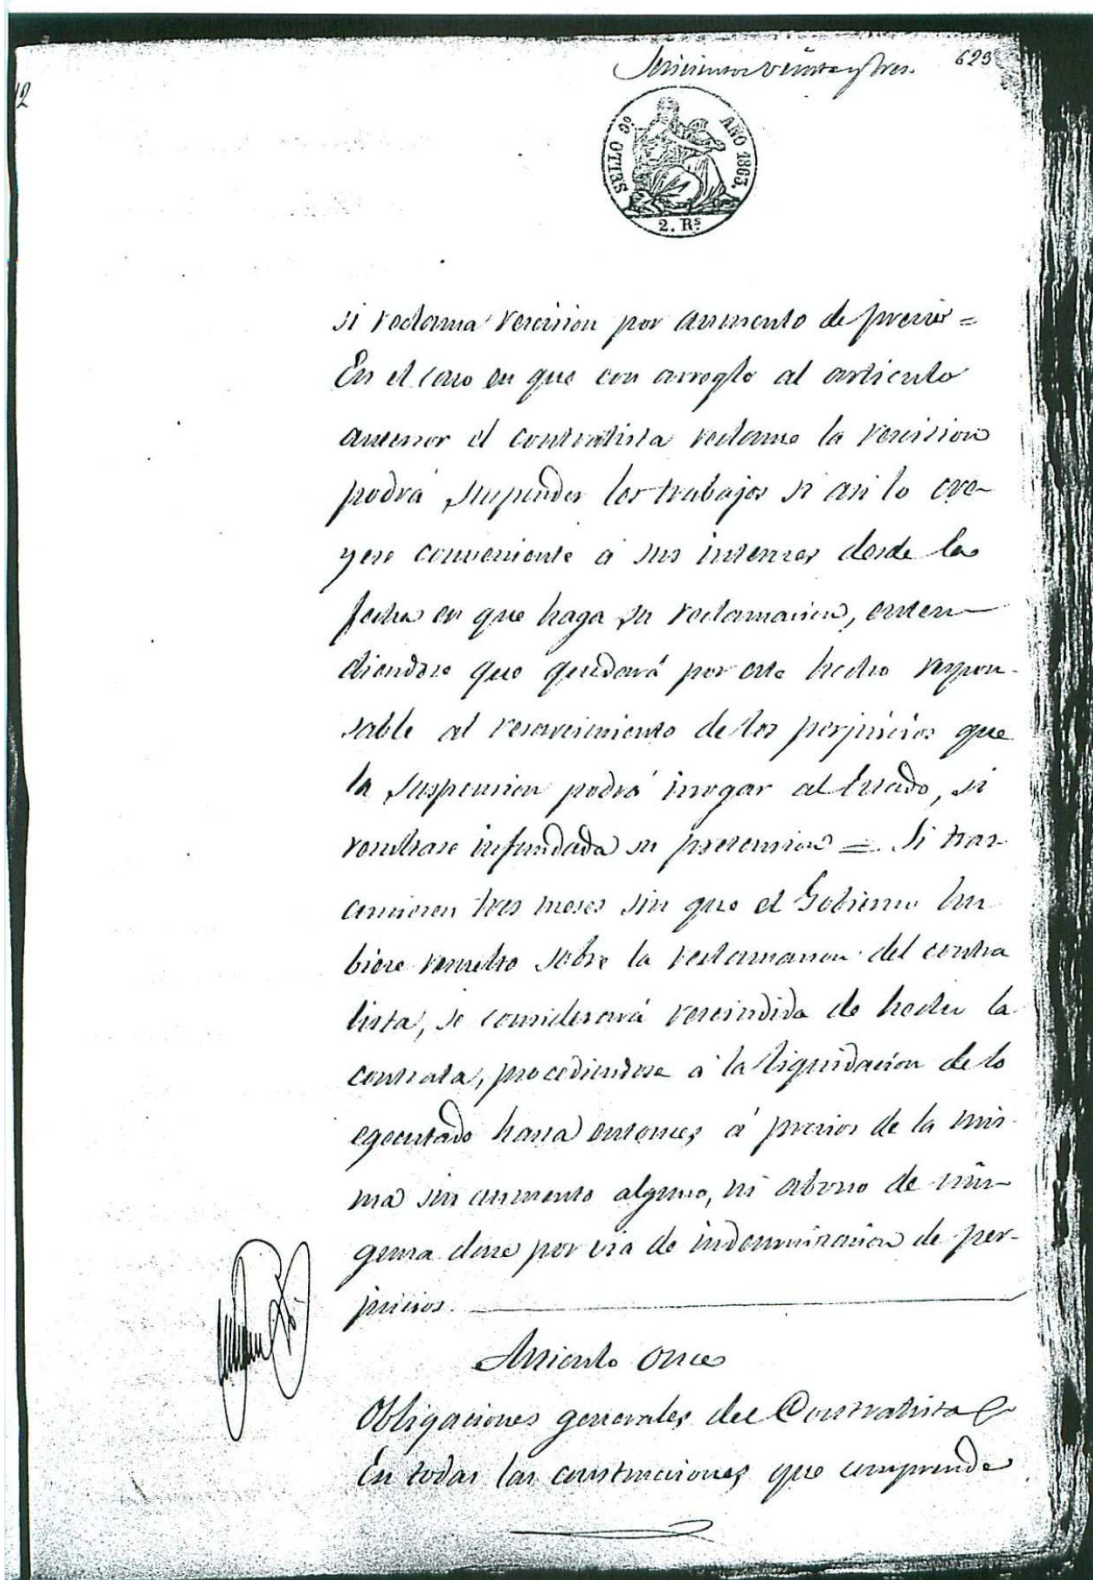 12
Seiscientos veinte y tres. 623
SELLO 9º AÑO 1863.
2. Rs
si reclama rescision por aumento de precios =
En el caso en que con arreglo al articulo
anterior el contratista reclame la rescision
podrá suspender los trabajos si asi lo cre-
yese conveniente á sus intereses desde la
fecha en que haga su reclamacion, enten-
diendose que quedará por este hecho respon-
sable al resarcimiento de los perjuicios que
la suspension podrá irrogar al Estado, si
resultase infundada su pretension = Si tras-
curriesen tres meses sin que el Gobierno hu
biese resuelto sobre la reclamacion del contra
tista, se considerará rescindida de hecho la
contrata, procediendose á la liquidacion de lo
egecutado hasta entonces á precios de la mis-
ma sin aumento alguno, ni abono de nin-
guna clase por via de indemnizacion de per-
juicios.
Articulo Once
Obligaciones generales del Contratista
En todas las construcciones que comprende